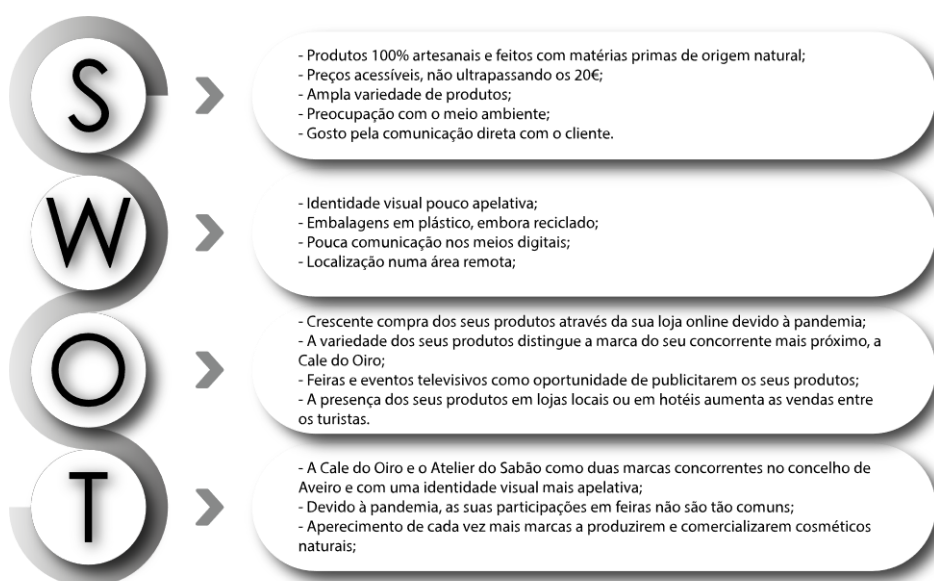 S
- Produtos 100% artesanais e feitos com matérias primas de origem natural;
- Preços acessíveis, não ultrapassando os 20€;
- Ampla variedade de produtos;
- Preocupação com o meio ambiente;
- Gosto pela comunicação direta com o cliente.
W
- Identidade visual pouco apelativa;
- Embalagens em plástico, embora reciclado;
- Pouca comunicação nos meios digitais;
- Localização numa área remota;
O
- Crescente compra dos seus produtos através da sua loja online devido à pandemia;
- A variedade dos seus produtos distingue a marca do seu concorrente mais próximo, a
Cale do Oiro;
- Feiras e eventos televisivos como oportunidade de publicitarem os seus produtos;
- A presença dos seus produtos em lojas locais ou em hotéis aumenta as vendas entre
os turistas.
T
- A Cale do Oiro e o Atelier do Sabão como duas marcas concorrentes no concelho de
Aveiro e com uma identidade visual mais apelativa;
- Devido à pandemia, as suas participações em feiras não são tão comuns;
- Aperecimento de cada vez mais marcas a produzirem e comercializarem cosméticos
naturais;